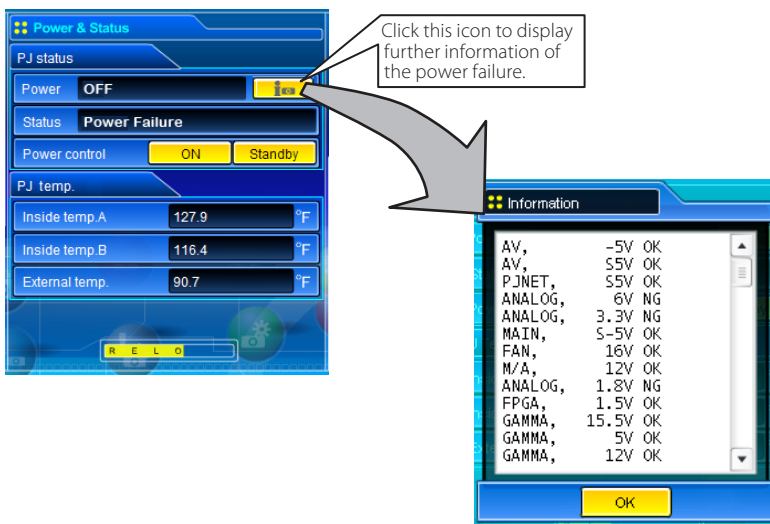 Power & Status
PJ status
Power OFF
Status Power Failure
Power control ON Standby
PJ temp.
Inside temp.A 127.9 °F
Inside temp.B 116.4 °F
External temp. 90.7 °F
R E L O
Click this icon to display
further information of
the power failure.
Information
AV, -5V OK
AV, S5V OK
PJNET, S5V OK
ANALOG, 6V NG
ANALOG, 3.3V NG
MAIN, S-5V OK
FAN, 16V OK
M/A, 12V OK
ANALOG, 1.8V NG
FPGA, 1.5V OK
GAMMA, 15.5V OK
GAMMA, 5V OK
GAMMA, 12V OK
OK